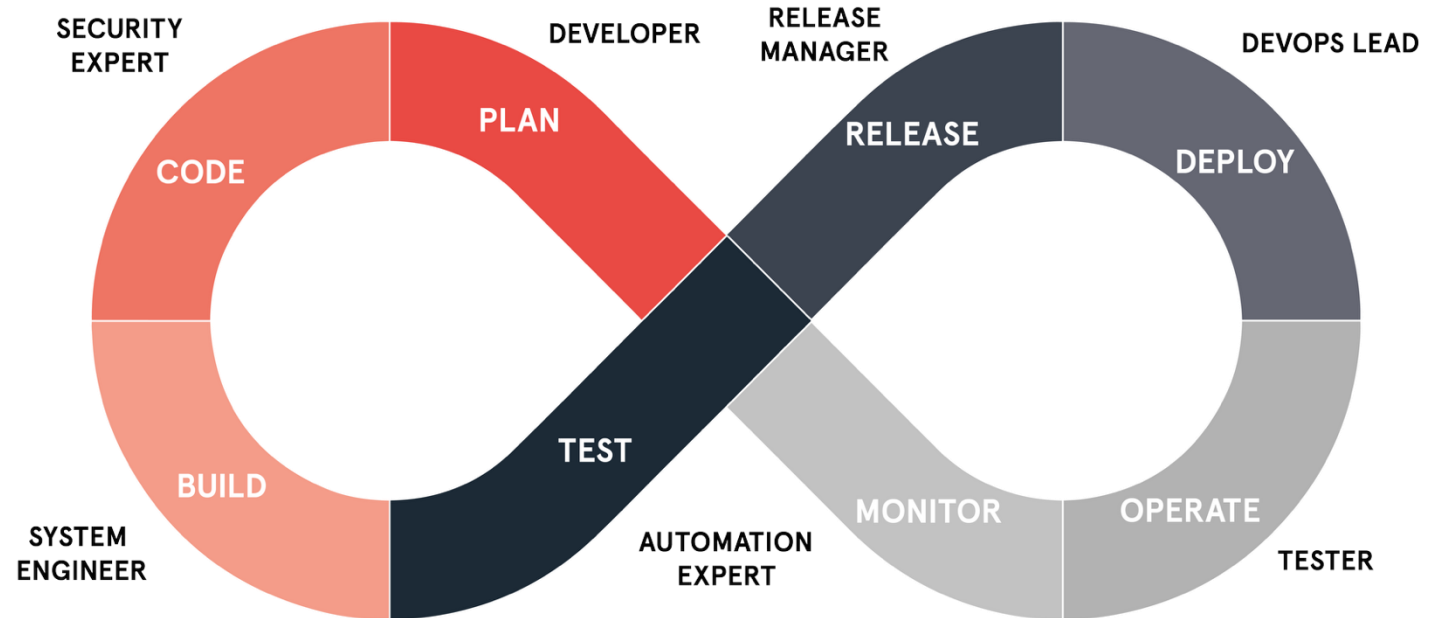 SECURITY
EXPERT
DEVELOPER
RELEASE
MANAGER
DEVOPS LEAD
PLAN
RELEASE
CODE
DEPLOY
TEST
BUILD
MONITOR
OPERATE
SYSTEM
ENGINEER
AUTOMATION
EXPERT
TESTER